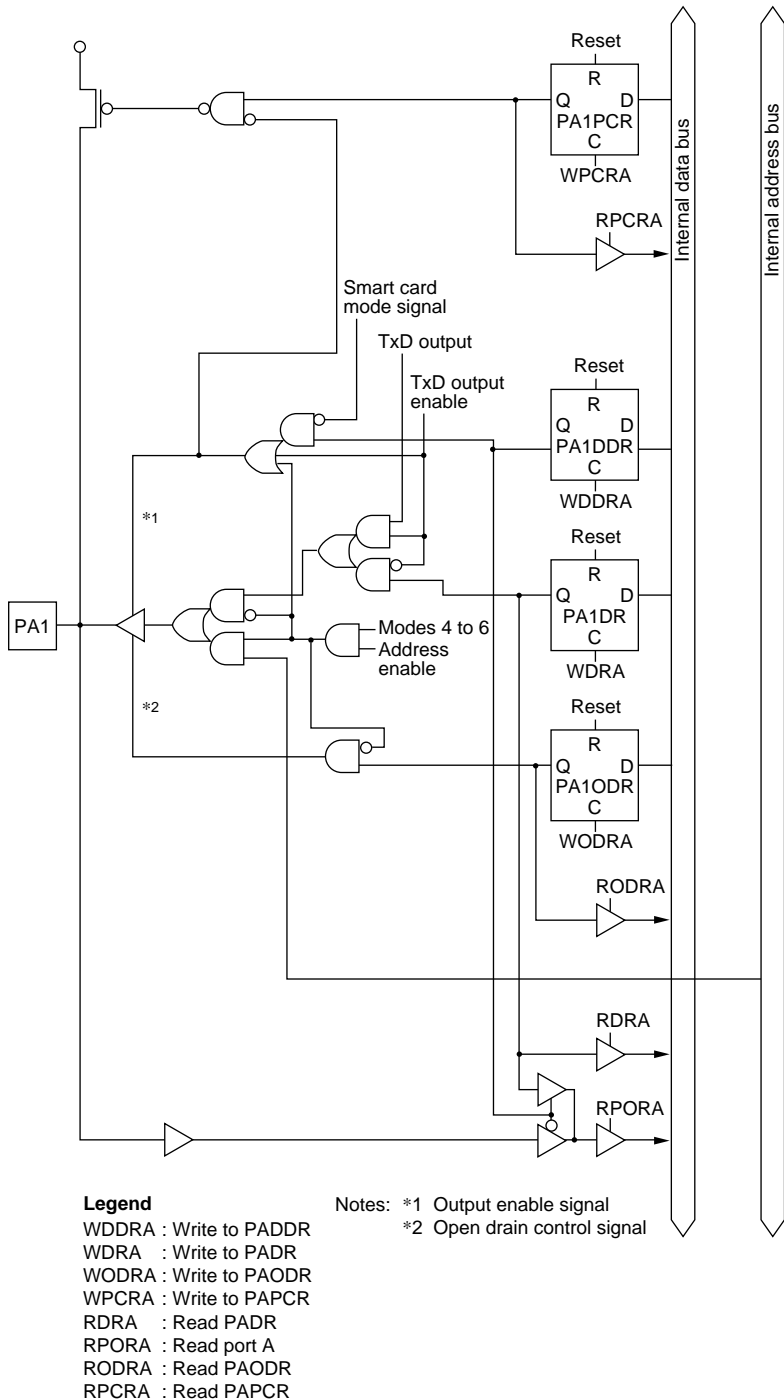 Reset
R
Q D
PA1PCR
C
WPCRA
RPCRA
Internal data bus
Internal address bus
Smart card
mode signal
TxD output
TxD output
enable
Reset
R
Q D
PA1DDR
C
WDDRA
*1
Reset
R
Q D
PA1DR
C
WDRA
PA1
Modes 4 to 6
Address
enable
*2
Reset
R
Q D
PA1ODR
C
WODRA
RODRA
RDRA
RPORA
Legend
WDDRA : Write to PADDR
WDRA : Write to PADR
WODRA : Write to PAODR
WPCRA : Write to PAPCR
RDRA : Read PADR
RPORA : Read port A
RODRA : Read PAODR
RPCRA : Read PAPCR
Notes: *1 Output enable signal
*2 Open drain control signal